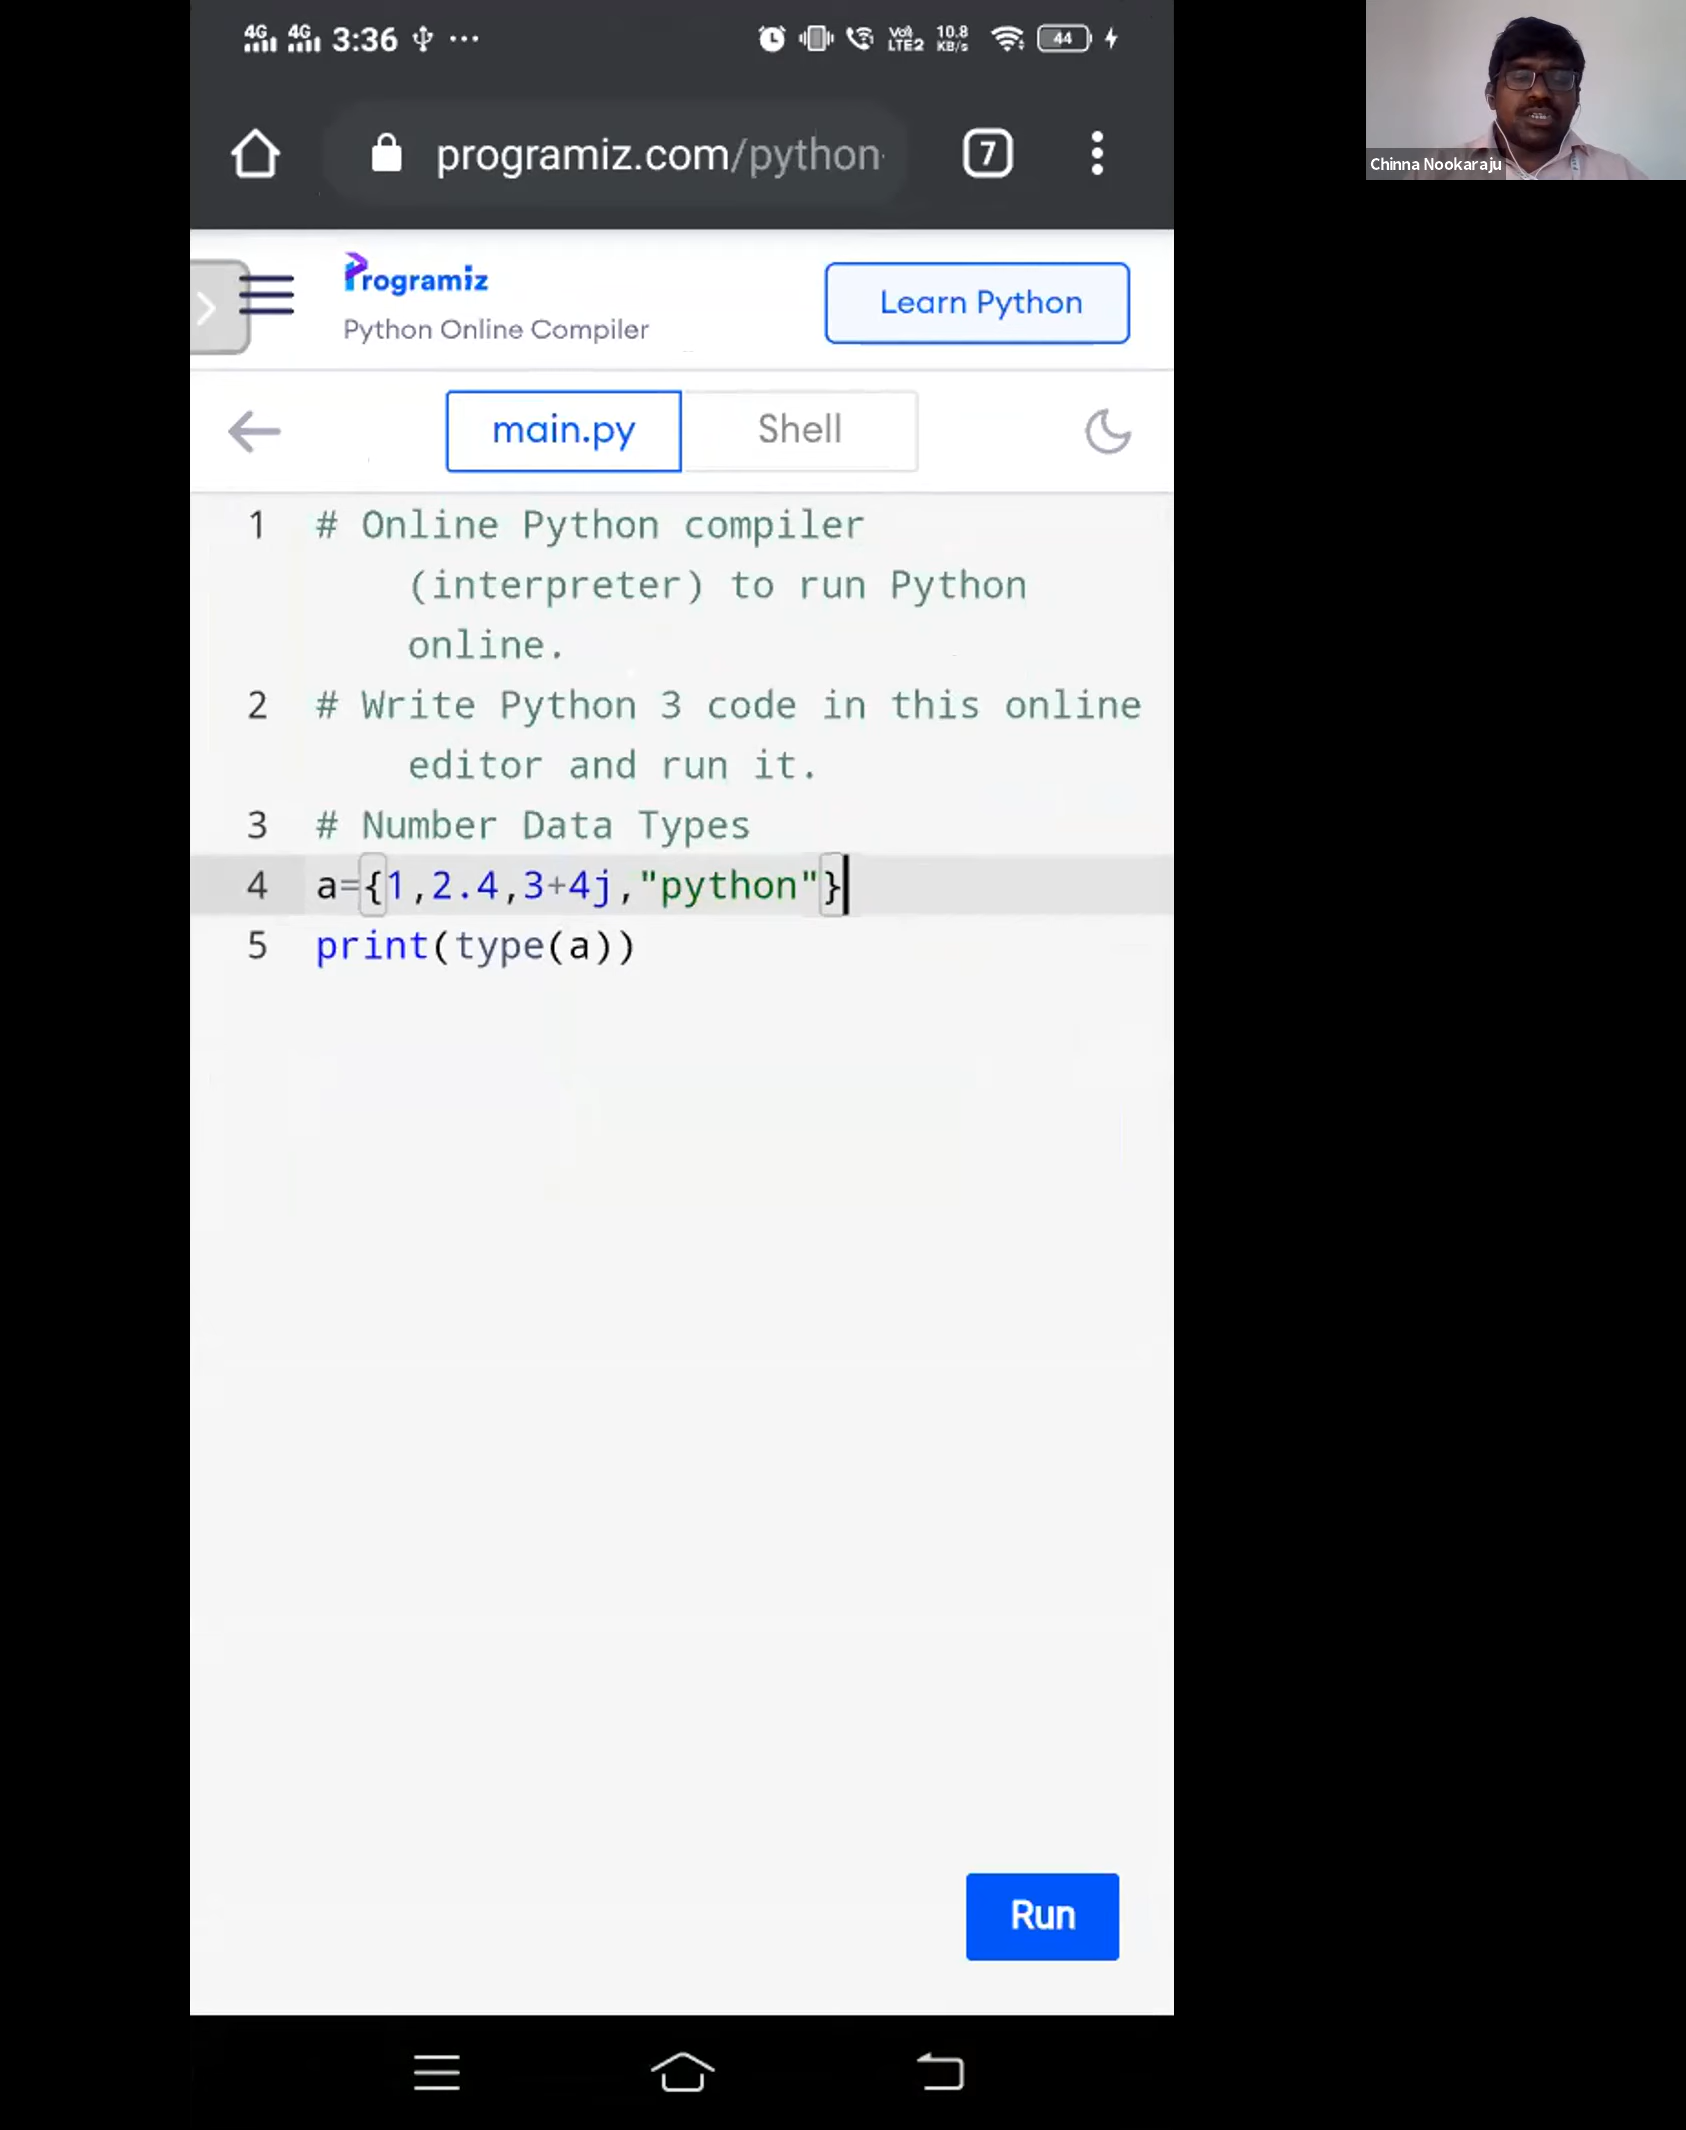 4G 4G 3:36 ... VoN LTE2 10.8 KB/s 44
programiz.com/python 7
Programiz
Python Online Compiler
Learn Python
main.py Shell
1 # Online Python compiler
(interpreter) to run Python
online.
2 # Write Python 3 code in this online
editor and run it.
3 # Number Data Types
4 a={1,2.4,3+4j,"python"}
5 print(type(a))
Run
Chinna Nookaraju